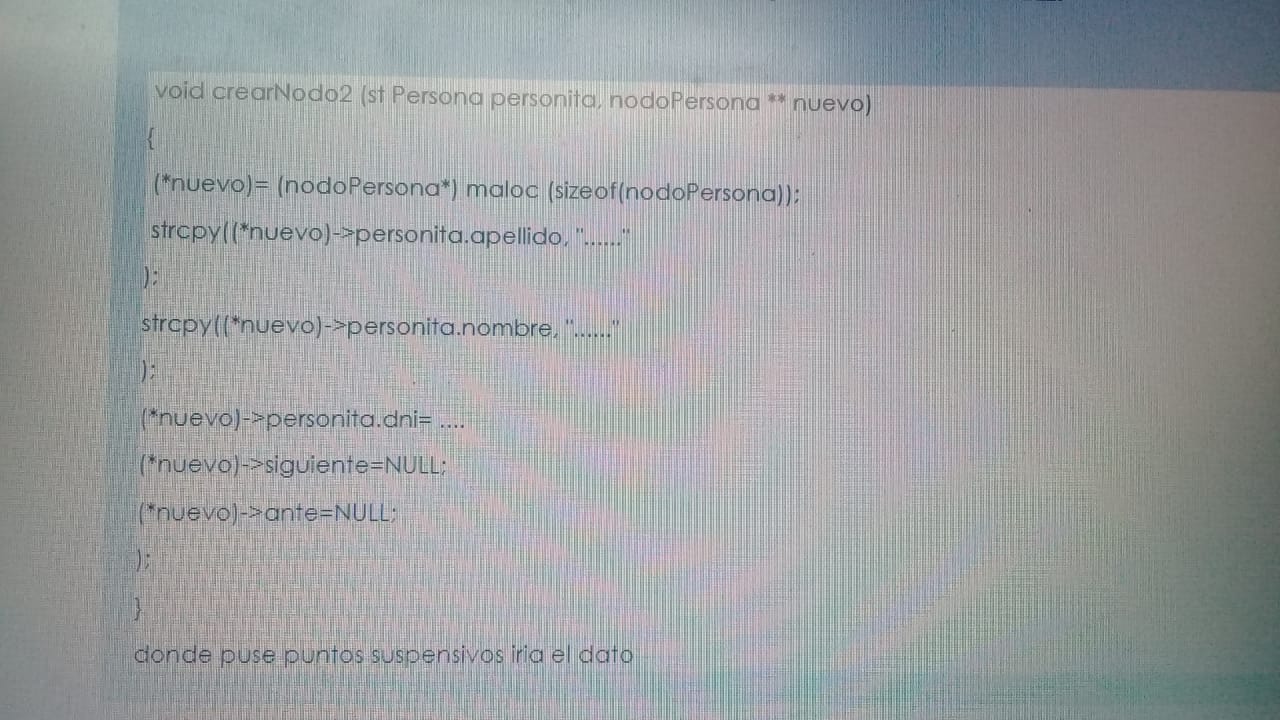 void crearNodo2 (st Persona personita, nodoPersona ** nuevo)
{
(*nuevo)= (nodoPersona*) maloc (sizeof(nodoPersona));
strcpy((*nuevo)->personita.apellido, "......"
);
strcpy((*nuevo)->personita.nombre, "......"
);
(*nuevo)->personita.dni= ....
(*nuevo)->siguiente=NULL;
(*nuevo)->ante=NULL;
);
}
donde puse puntos suspensivos iria el dato